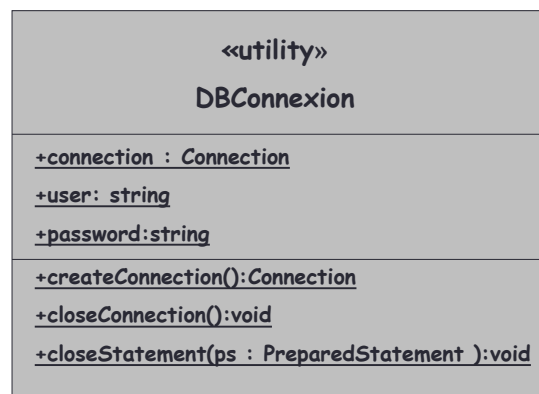 «utility»
DBConnexion
+connection : Connection
+user: string
+password:string
+createConnection():Connection
+closeConnection():void
+closeStatement(ps : PreparedStatement ):void